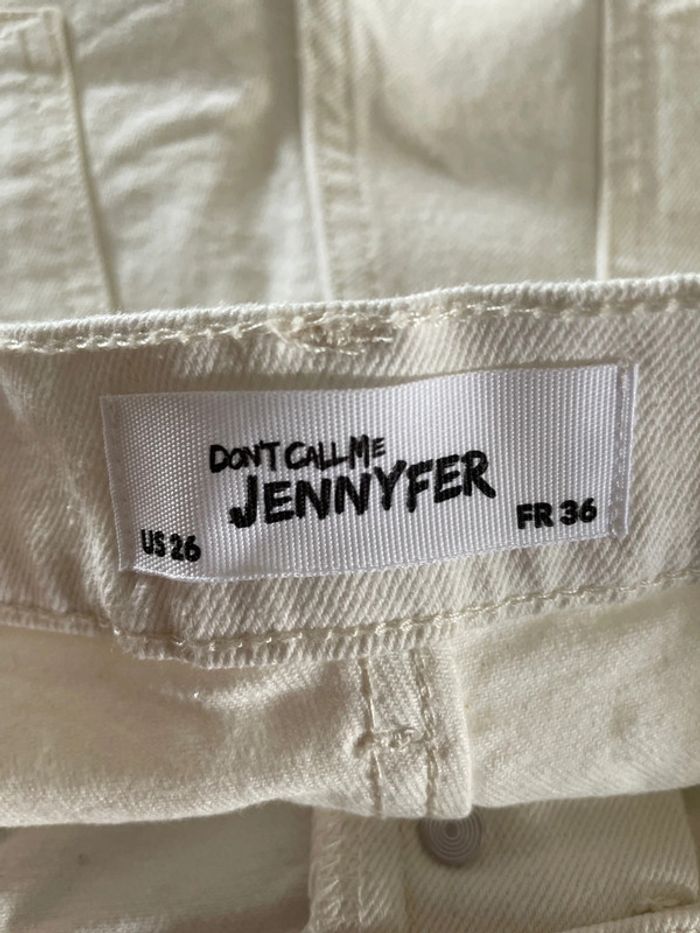 DON'T CALL ME
JENNYFER
US 26
FR 36